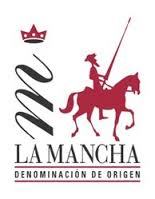 m
LA MANCHA
DENOMINACIÓN DE ORIGEN